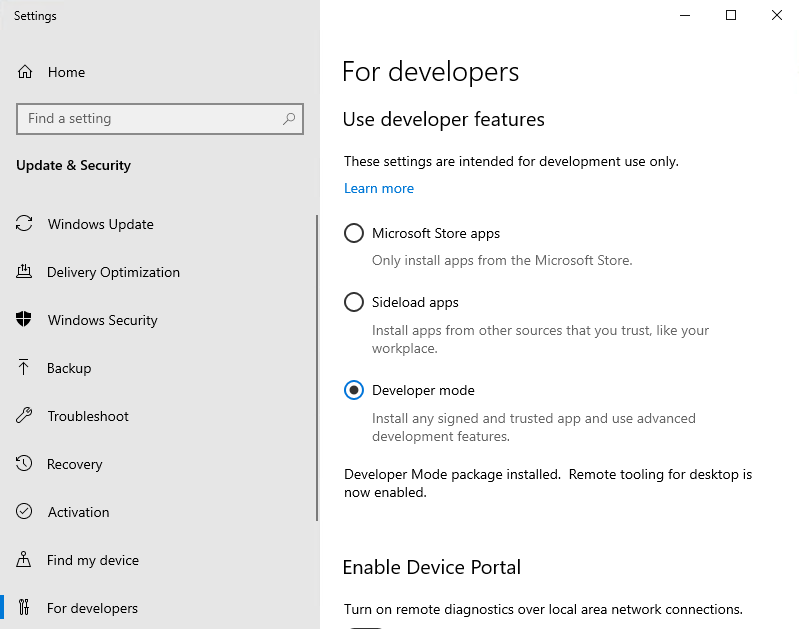 Settings
Home
Find a setting
Update & Security
Windows Update
Delivery Optimization
Windows Security
Backup
Troubleshoot
Recovery
Activation
Find my device
For developers
For developers
Use developer features
These settings are intended for development use only.
Learn more
Microsoft Store apps
Only install apps from the Microsoft Store.
Sideload apps
Install apps from other sources that you trust, like your
workplace.
Developer mode
Install any signed and trusted app and use advanced
development features.
Developer Mode package installed.  Remote tooling for desktop is
now enabled.
Enable Device Portal
Turn on remote diagnostics over local area network connections.